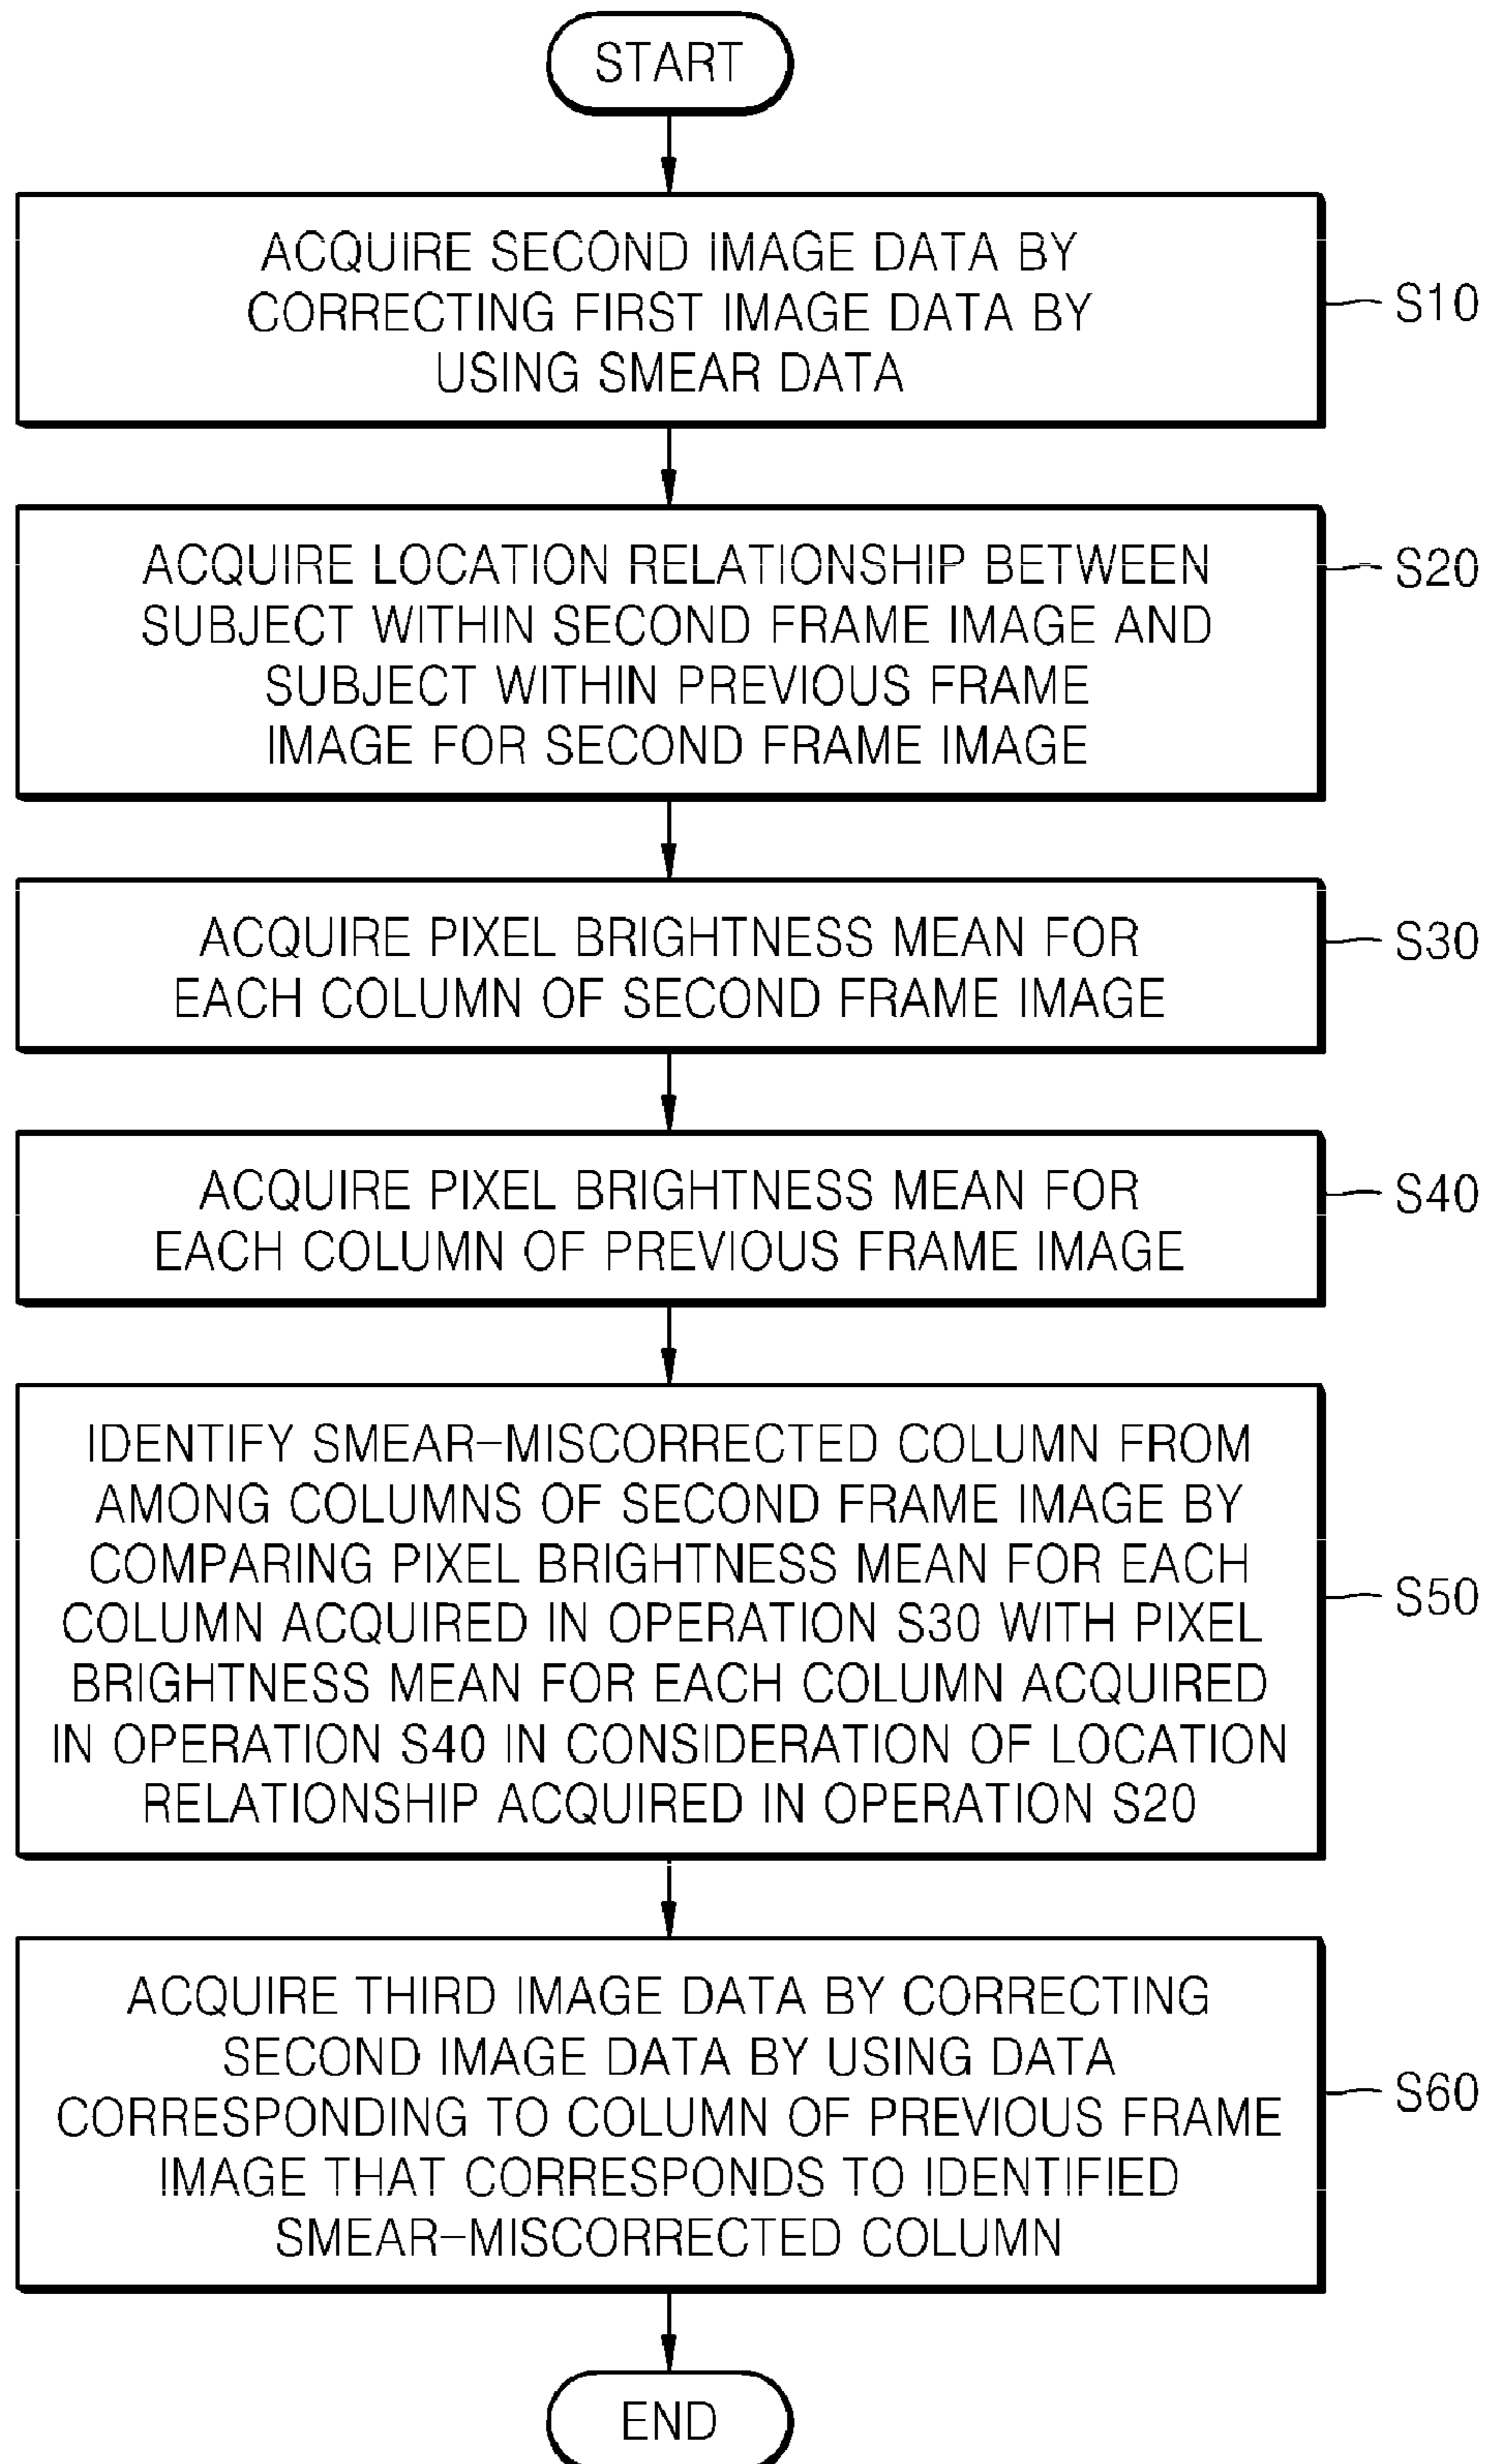 START
ACQUIRE SECOND IMAGE DATA BY
CORRECTING FIRST IMAGE DATA BY
USING SMEAR DATA
S10
ACQUIRE LOCATION RELATIONSHIP BETWEEN
SUBJECT WITHIN SECOND FRAME IMAGE AND
SUBJECT WITHIN PREVIOUS FRAME
IMAGE FOR SECOND FRAME IMAGE
S20
ACQUIRE PIXEL BRIGHTNESS MEAN FOR
EACH COLUMN OF SECOND FRAME IMAGE
S30
ACQUIRE PIXEL BRIGHTNESS MEAN FOR
EACH COLUMN OF PREVIOUS FRAME IMAGE
S40
IDENTIFY SMEAR-MISCORRECTED COLUMN FROM
AMONG COLUMNS OF SECOND FRAME IMAGE BY
COMPARING PIXEL BRIGHTNESS MEAN FOR EACH
COLUMN ACQUIRED IN OPERATION S30 WITH PIXEL
BRIGHTNESS MEAN FOR EACH COLUMN ACQUIRED
IN OPERATION S40 IN CONSIDERATION OF LOCATION
RELATIONSHIP ACQUIRED IN OPERATION S20
S50
ACQUIRE THIRD IMAGE DATA BY CORRECTING
SECOND IMAGE DATA BY USING DATA
CORRESPONDING TO COLUMN OF PREVIOUS FRAME
IMAGE THAT CORRESPONDS TO IDENTIFIED
SMEAR-MISCORRECTED COLUMN
S60
END